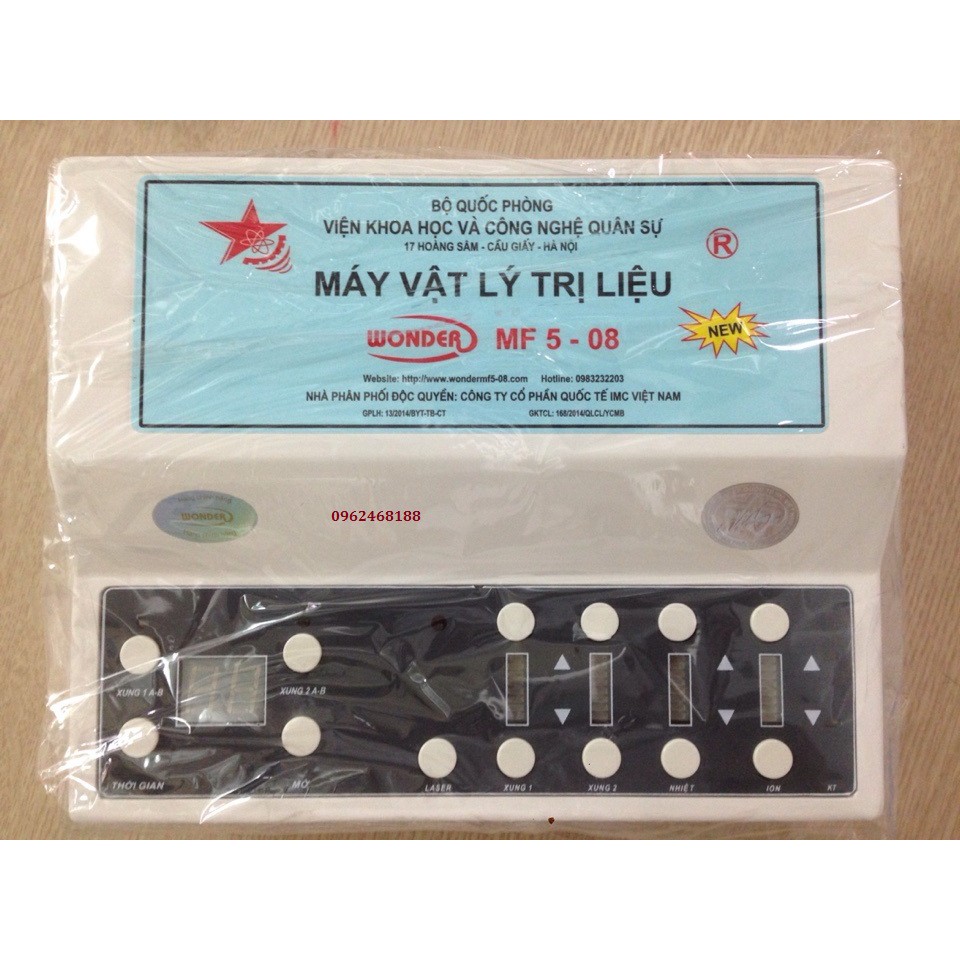 BỘ QUỐC PHÒNG
VIỆN KHOA HỌC VÀ CÔNG NGHỆ QUÂN SỰ
17 HOÀNG SÂM - CẦU GIẤY - HÀ NỘI
®
MÁY VẬT LÝ TRỊ LIỆU
WONDER MF 5 - 08
NEW
Website: http://www.wondermf5-08.com Hotline: 0983232203
NHÀ PHÂN PHỐI ĐỘC QUYỀN: CÔNG TY CỔ PHẦN QUỐC TẾ IMC VIỆT NAM
GPLH: 13/2014/BYT-TB-CT GKTCL: 168/2014/QLCL/YCMB
WONDER
0962468188
XUNG 1 A-B
XUNG 2 A-B
THỜI GIAN
MỞ
LASER
XUNG 1
XUNG 2
NHIỆT
ION
KT